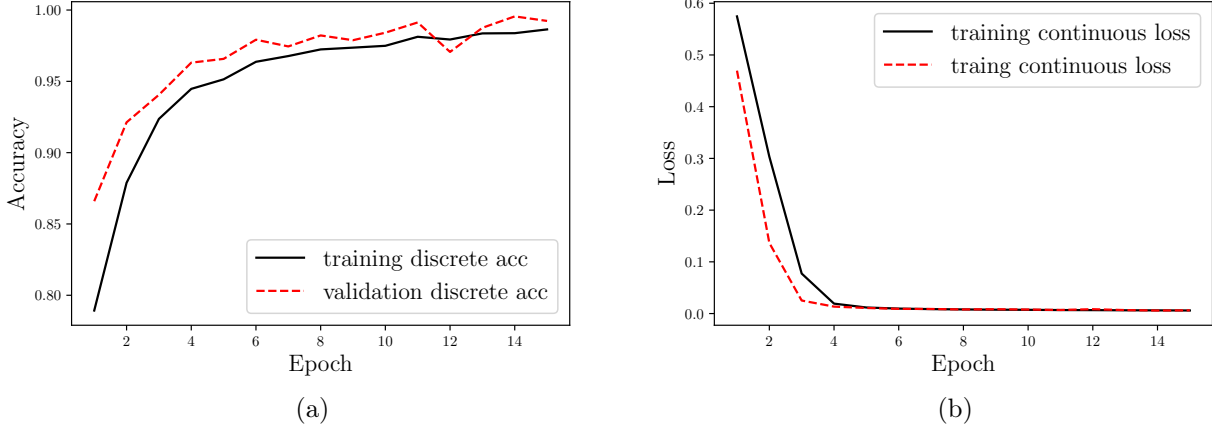 1.00
0.95
0.90
0.85
0.80
Accuracy
training discrete acc
validation discrete acc
2 4 6 8 10 12 14
Epoch
(a)
0.6
0.5
0.4
0.3
0.2
0.1
0.0
Loss
training continuous loss
traing continuous loss
2 4 6 8 10 12 14
Epoch
(b)